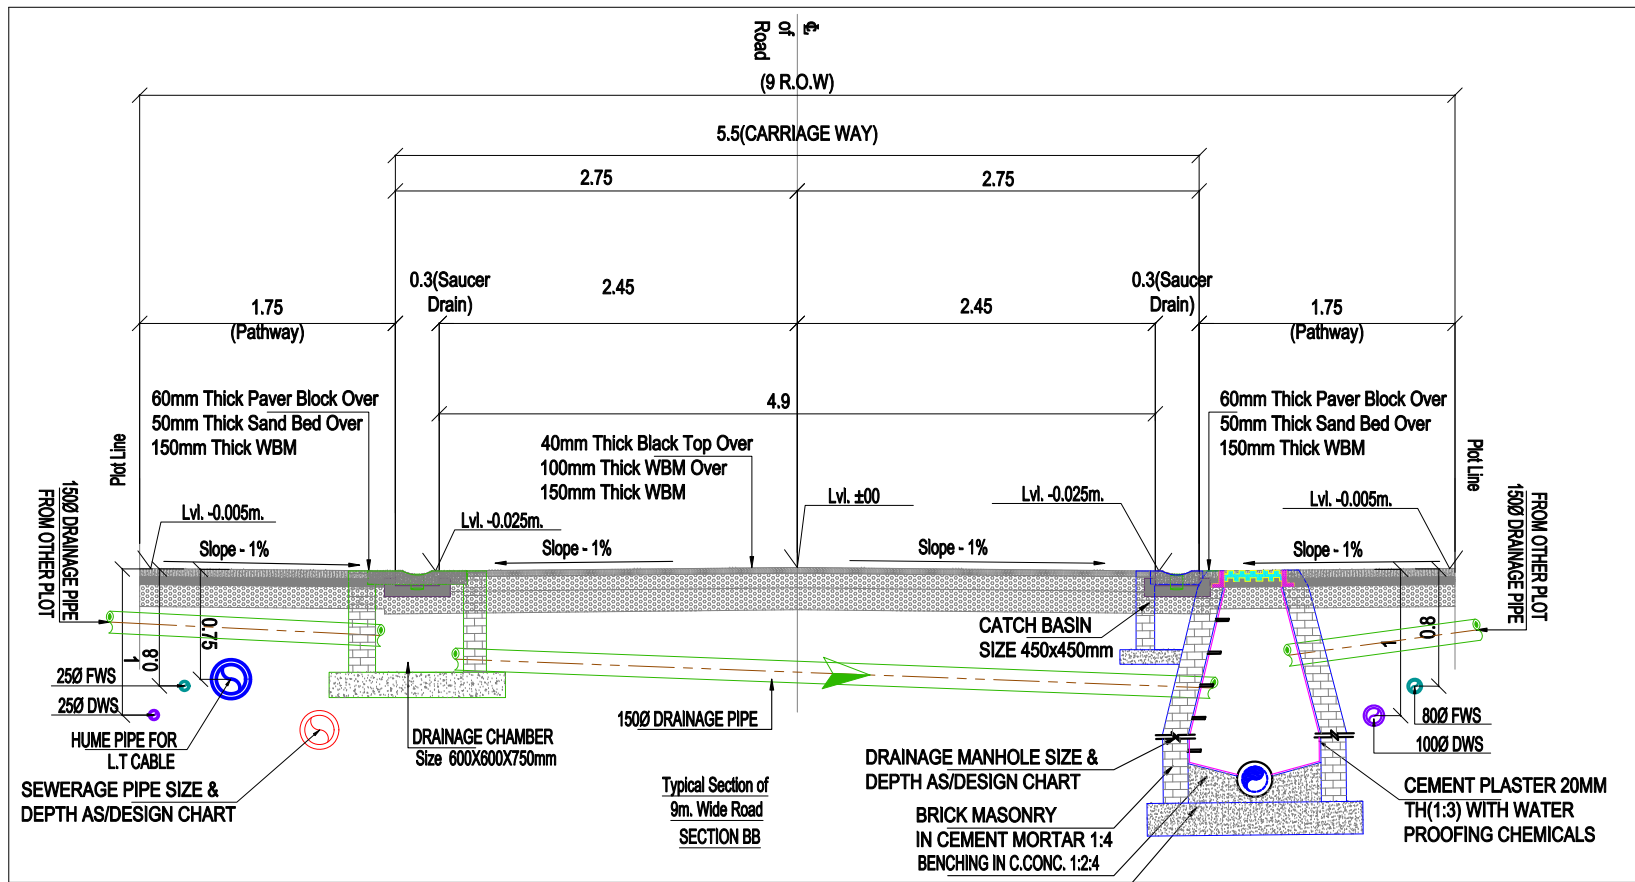 ℄
of
Road
(9 R.O.W)
5.5(CARRIAGE WAY)
2.75
2.75
0.3(Saucer
Drain)
2.45
0.3(Saucer
Drain)
2.45
1.75
(Pathway)
1.75
(Pathway)
4.9
60mm Thick Paver Block Over
50mm Thick Sand Bed Over
150mm Thick WBM
40mm Thick Black Top Over
100mm Thick WBM Over
150mm Thick WBM
60mm Thick Paver Block Over
50mm Thick Sand Bed Over
150mm Thick WBM
Plot Line
Plot Line
150Ø DRAINAGE PIPE
FROM OTHER PLOT
FROM OTHER PLOT
150Ø DRAINAGE PIPE
Lvl. -0.005m.
Lvl. -0.025m.
Lvl. ±00
Lvl. -0.025m.
Lvl. -0.005m.
Slope - 1%
Slope - 1%
Slope - 1%
Slope - 1%
1
0.8
0.75
1
0.8
25Ø FWS
25Ø DWS
HUME PIPE FOR
L.T CABLE
SEWERAGE PIPE SIZE &
DEPTH AS/DESIGN CHART
DRAINAGE CHAMBER
Size 600X600X750mm
150Ø DRAINAGE PIPE
CATCH BASIN
SIZE 450x450mm
DRAINAGE MANHOLE SIZE &
DEPTH AS/DESIGN CHART
BRICK MASONRY
IN CEMENT MORTAR 1:4
BENCHING IN C.CONC. 1:2:4
80Ø FWS
100Ø DWS
CEMENT PLASTER 20MM
TH(1:3) WITH WATER
PROOFING CHEMICALS
Typical Section of
9m. Wide Road
SECTION BB